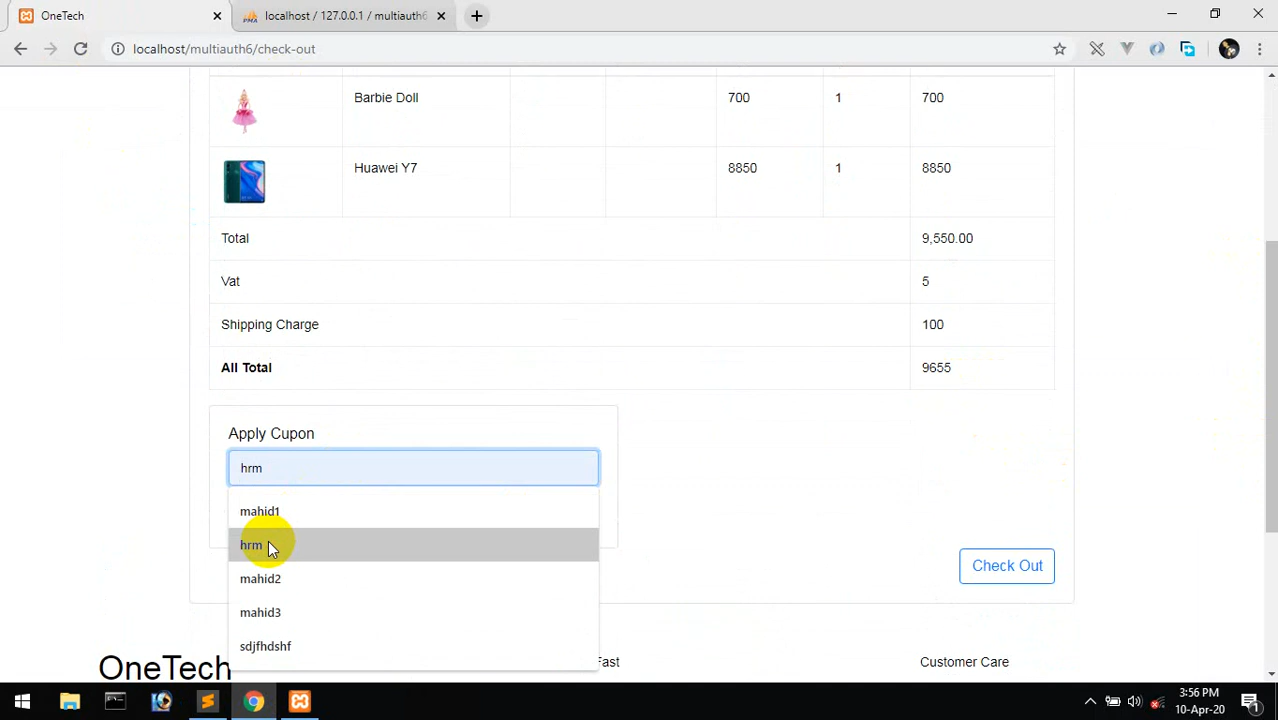 OneTech
localhost / 127.0.0.1 / multiauth6
localhost/multiauth6/check-out
Barbie Doll 700 1 700
Huawei Y7 8850 1 8850
Total 9,550.00
Vat 5
Shipping Charge 100
All Total 9655
Apply Cupon
hrm
mahid1
hrm
mahid2
mahid3
sdjfhdshf
Check Out
OneTech
Fast
Customer Care
3:56 PM
10-Apr-20
1